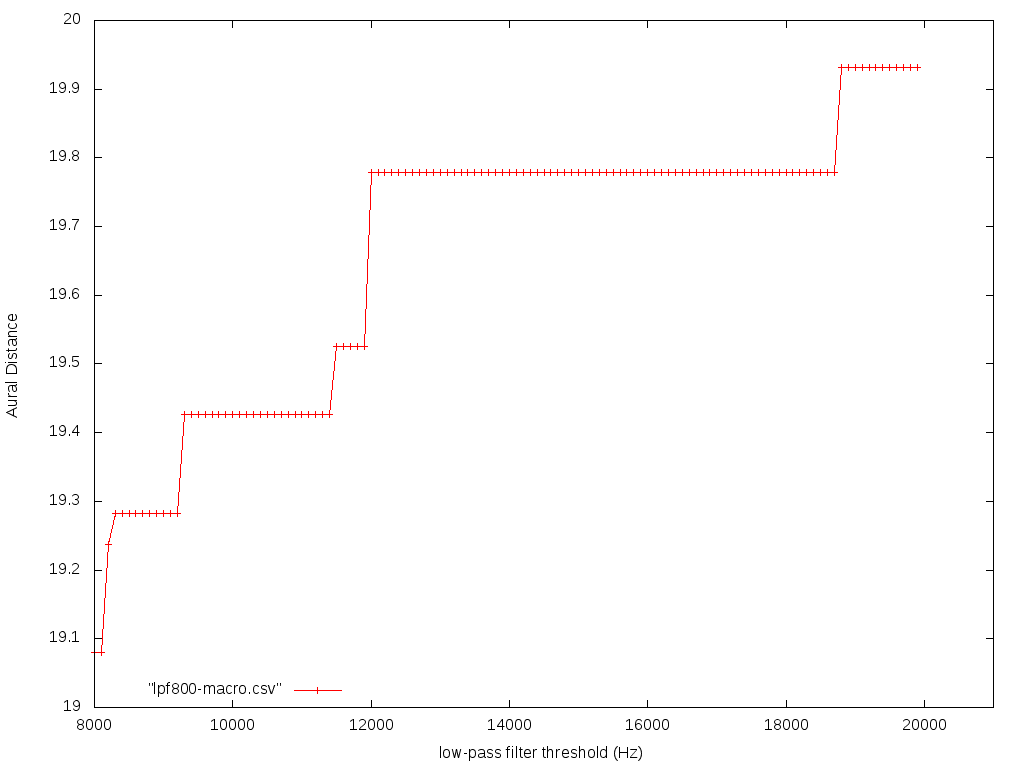 20
19.9
19.8
19.7
19.6
19.5
19.4
19.3
19.2
19.1
19
Aural Distance
"lpf800-macro.csv"
8000 10000 12000 14000 16000 18000 20000
low-pass filter threshold (Hz)